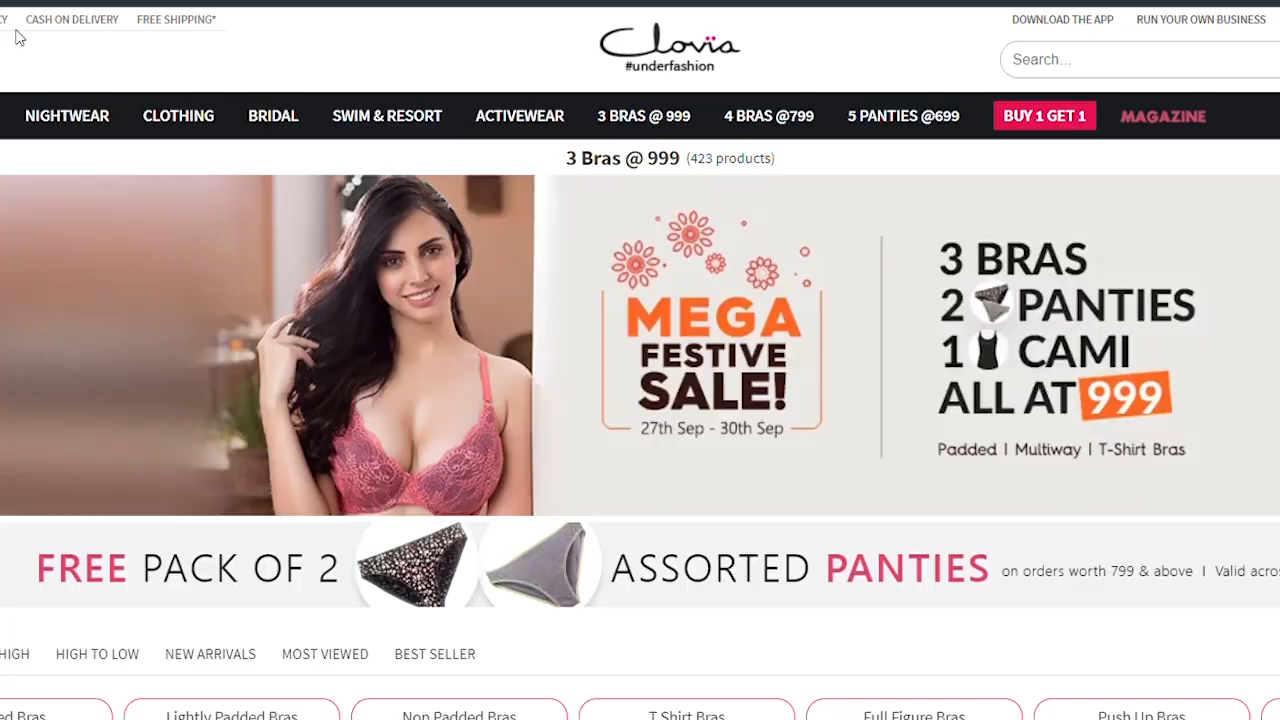 CY CASH ON DELIVERY FREE SHIPPING*
DOWNLOAD THE APP RUN YOUR OWN BUSINESS
Clovia
#underfashion
Search...
NIGHTWEAR CLOTHING BRIDAL SWIM & RESORT ACTIVEWEAR 3 BRAS @ 999 4 BRAS @799 5 PANTIES @699 BUY 1 GET 1 MAGAZINE
3 Bras @ 999 (423 products)
MEGA
FESTIVE
SALE!
27th Sep - 30th Sep
3 BRAS
2 PANTIES
1 CAMI
ALL AT 999
Padded I Multiway I T-Shirt Bras
FREE PACK OF 2 ASSORTED PANTIES on orders worth 799 & above I Valid acro
HIGH HIGH TO LOW NEW ARRIVALS MOST VIEWED BEST SELLER
ed Bras Lightly Padded Bras Non Padded Bras T Shirt Bras Full Figure Bras Push Up Bras